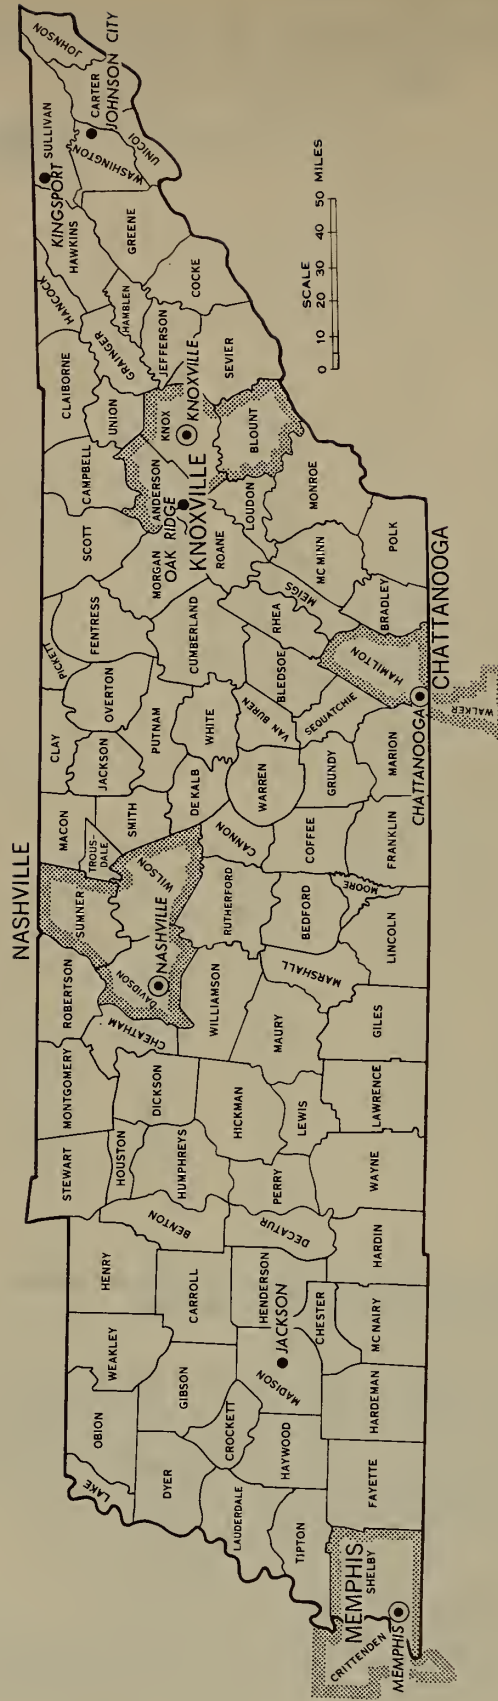 NASHVILLE
CHATTANOOGA
KNOXVILLE
MEMPHIS
LAKE
OBION
WEAKLEY
HENRY
STEWART
MONTGOMERY
ROBERTSON
SUMNER
MACON
CLAY
PICKETT
SCOTT
CAMPBELL
CLAIBORNE
HANCOCK
HAWKINS
KINGSPORT
SULLIVAN
JOHNSON
CARTER
JOHNSON CITY
WASHINGTON
UNICOI
GREENE
HAMBLEN
GRAINGER
UNION
COCKE
JEFFERSON
SEVIER
KNOX
KNOXVILLE
BLOUNT
ANDERSON
OAK RIDGE
MORGAN
ROANE
LOUDON
MONROE
FENTRESS
OVERTON
JACKSON
TROUS-
DALE
SMITH
PUTNAM
CUMBERLAND
WHITE
DE KALB
WILSON
NASHVILLE
DAVIDSON
CHEATHAM
DICKSON
HOUSTON
HUMPHREYS
BENTON
CARROLL
GIBSON
DYER
CROCKETT
LAUDERDALE
HAYWOOD
MADISON
JACKSON
HENDERSON
CHESTER
DECATUR
PERRY
HICKMAN
LEWIS
MAURY
WILLIAMSON
RUTHERFORD
CANNON
WARREN
VAN BUREN
BLEDSOE
RHEA
MEIGS
MC MINN
POLK
BRADLEY
HAMILTON
CHATTANOOGA
SEQUATCHIE
GRUNDY
MARION
COFFEE
FRANKLIN
MOORE
BEDFORD
MARSHALL
LINCOLN
GILES
LAWRENCE
WAYNE
HARDIN
MC NAIRY
HARDEMAN
FAYETTE
TIPTON
SHELBY
CRITTENDEN
MEMPHIS
WALKER
SCALE
0 10 20 30 40 50 MILES